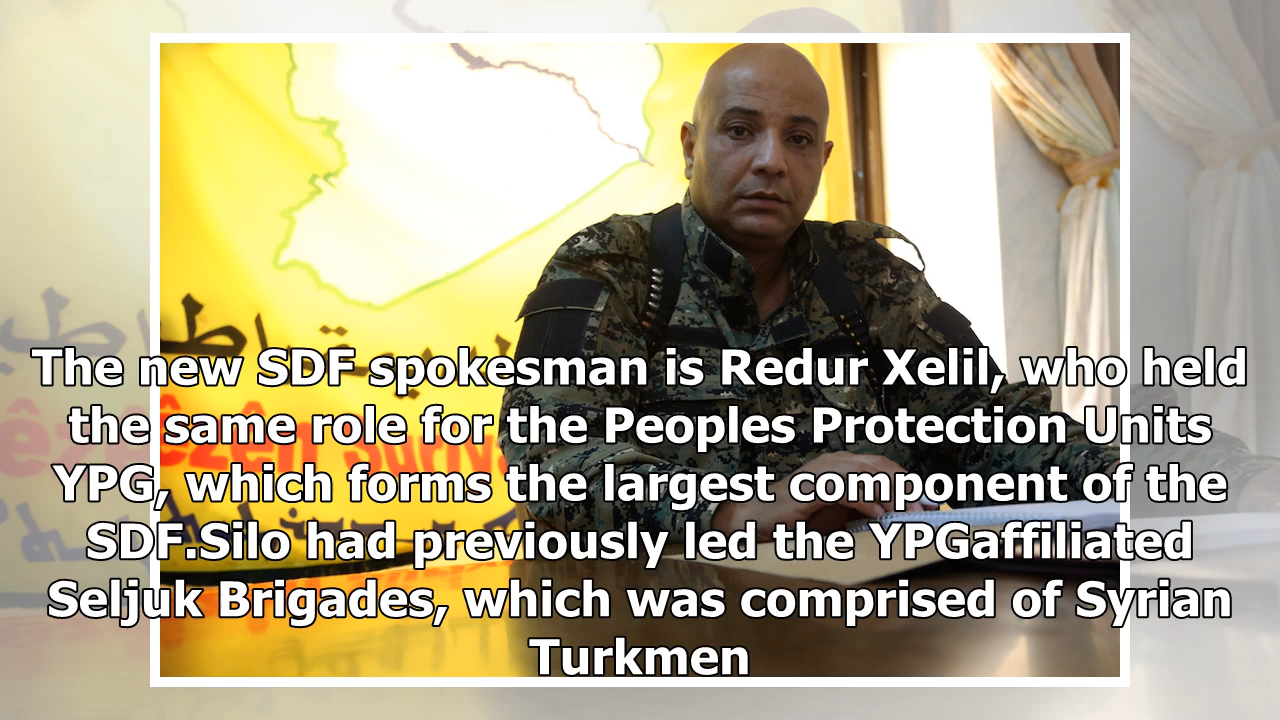 The new SDF spokesman is Redur Xelil, who held
the same role for the Peoples Protection Units
YPG, which forms the largest component of the
SDF.Silo had previously led the YPGaffiliated
Seljuk Brigades, which was comprised of Syrian
Turkmen